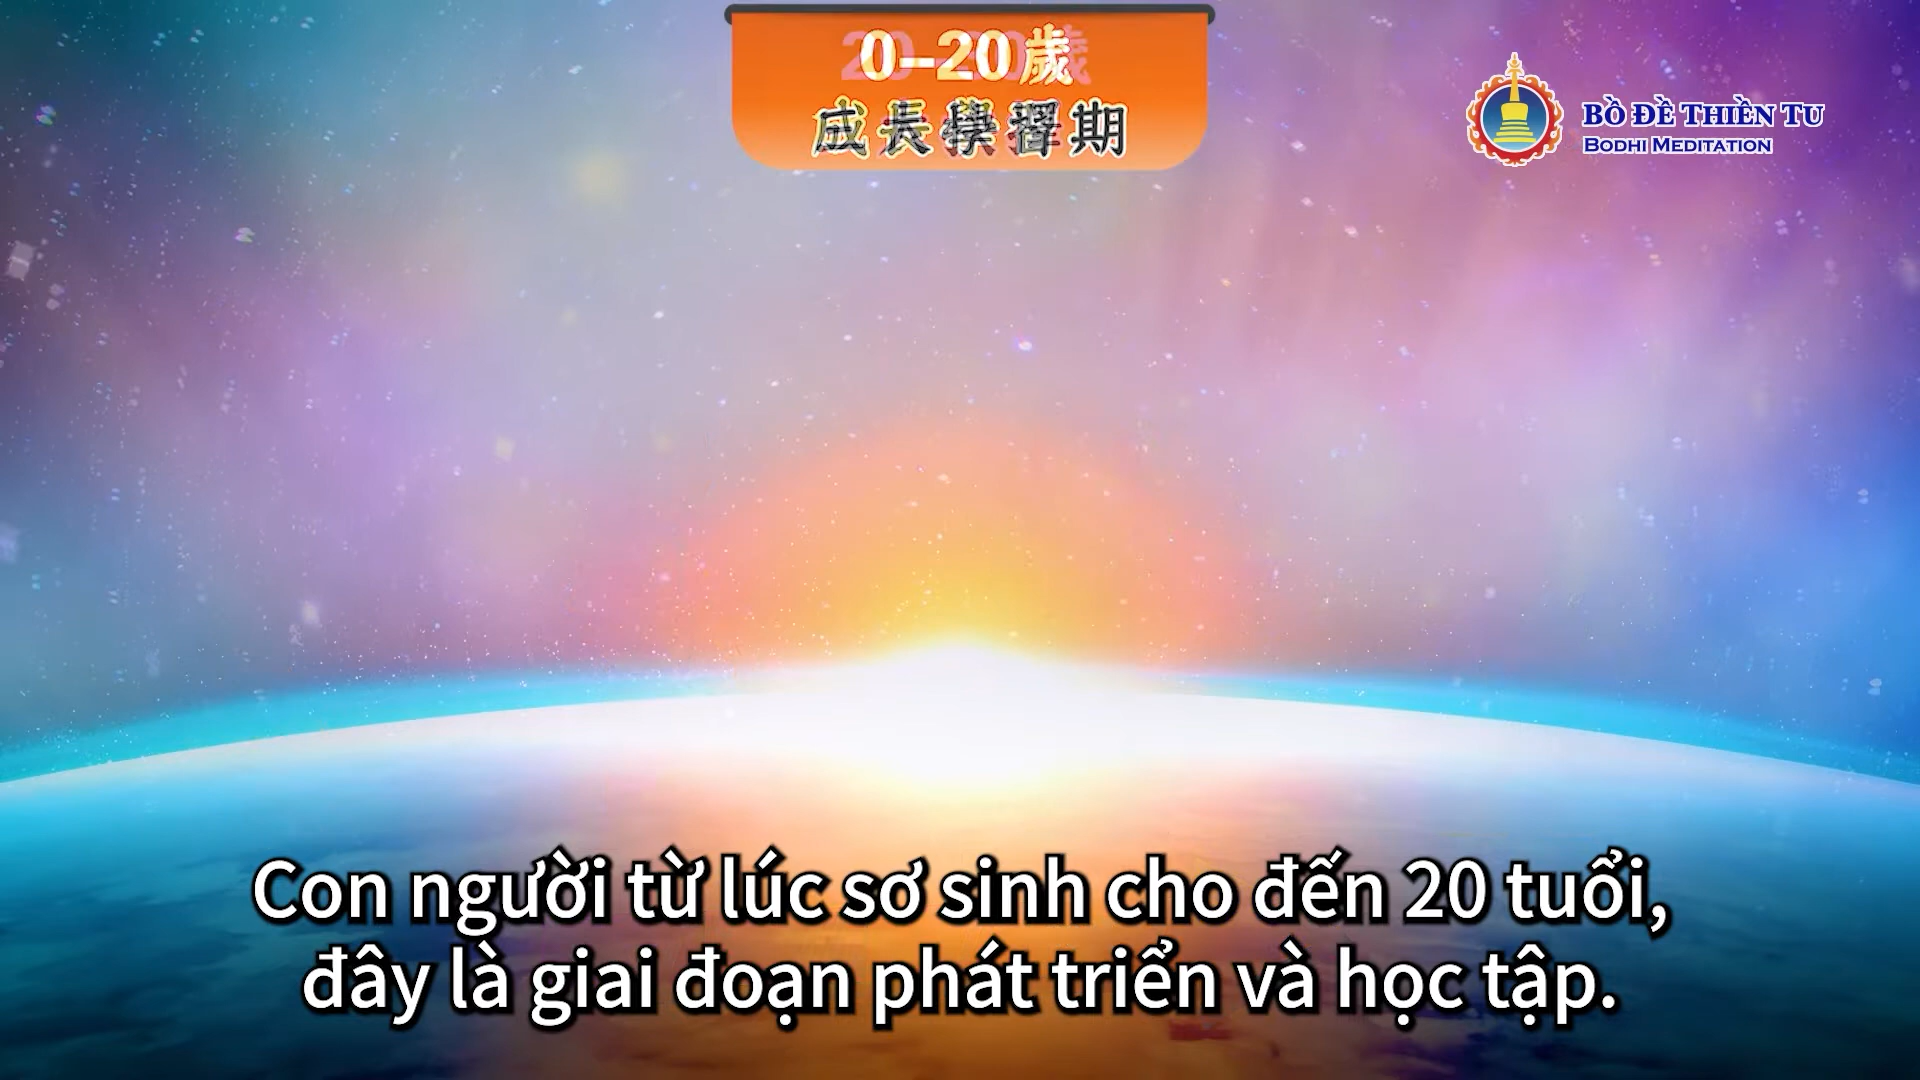 0–20歲
成長學習期
BỒ ĐỀ THIỀN TU
BODHI MEDITATION
Con người từ lúc sơ sinh cho đến 20 tuổi,
đây là giai đoạn phát triển và học tập.